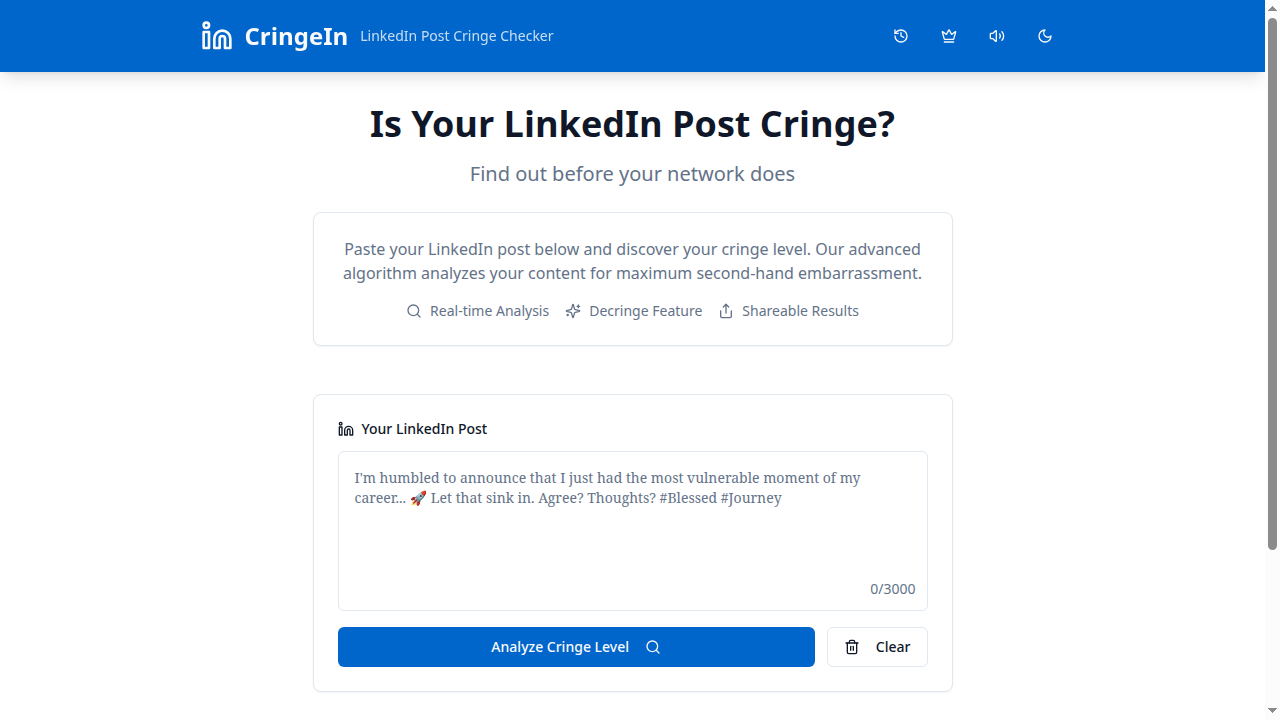 CringeIn LinkedIn Post Cringe Checker
Is Your LinkedIn Post Cringe?
Find out before your network does
Paste your LinkedIn post below and discover your cringe level. Our advanced
algorithm analyzes your content for maximum second-hand embarrassment.
Real-time Analysis Decringe Feature Shareable Results
Your LinkedIn Post
I'm humbled to announce that I just had the most vulnerable moment of my
career... 🚀 Let that sink in. Agree? Thoughts? #Blessed #Journey
0/3000
Analyze Cringe Level Clear